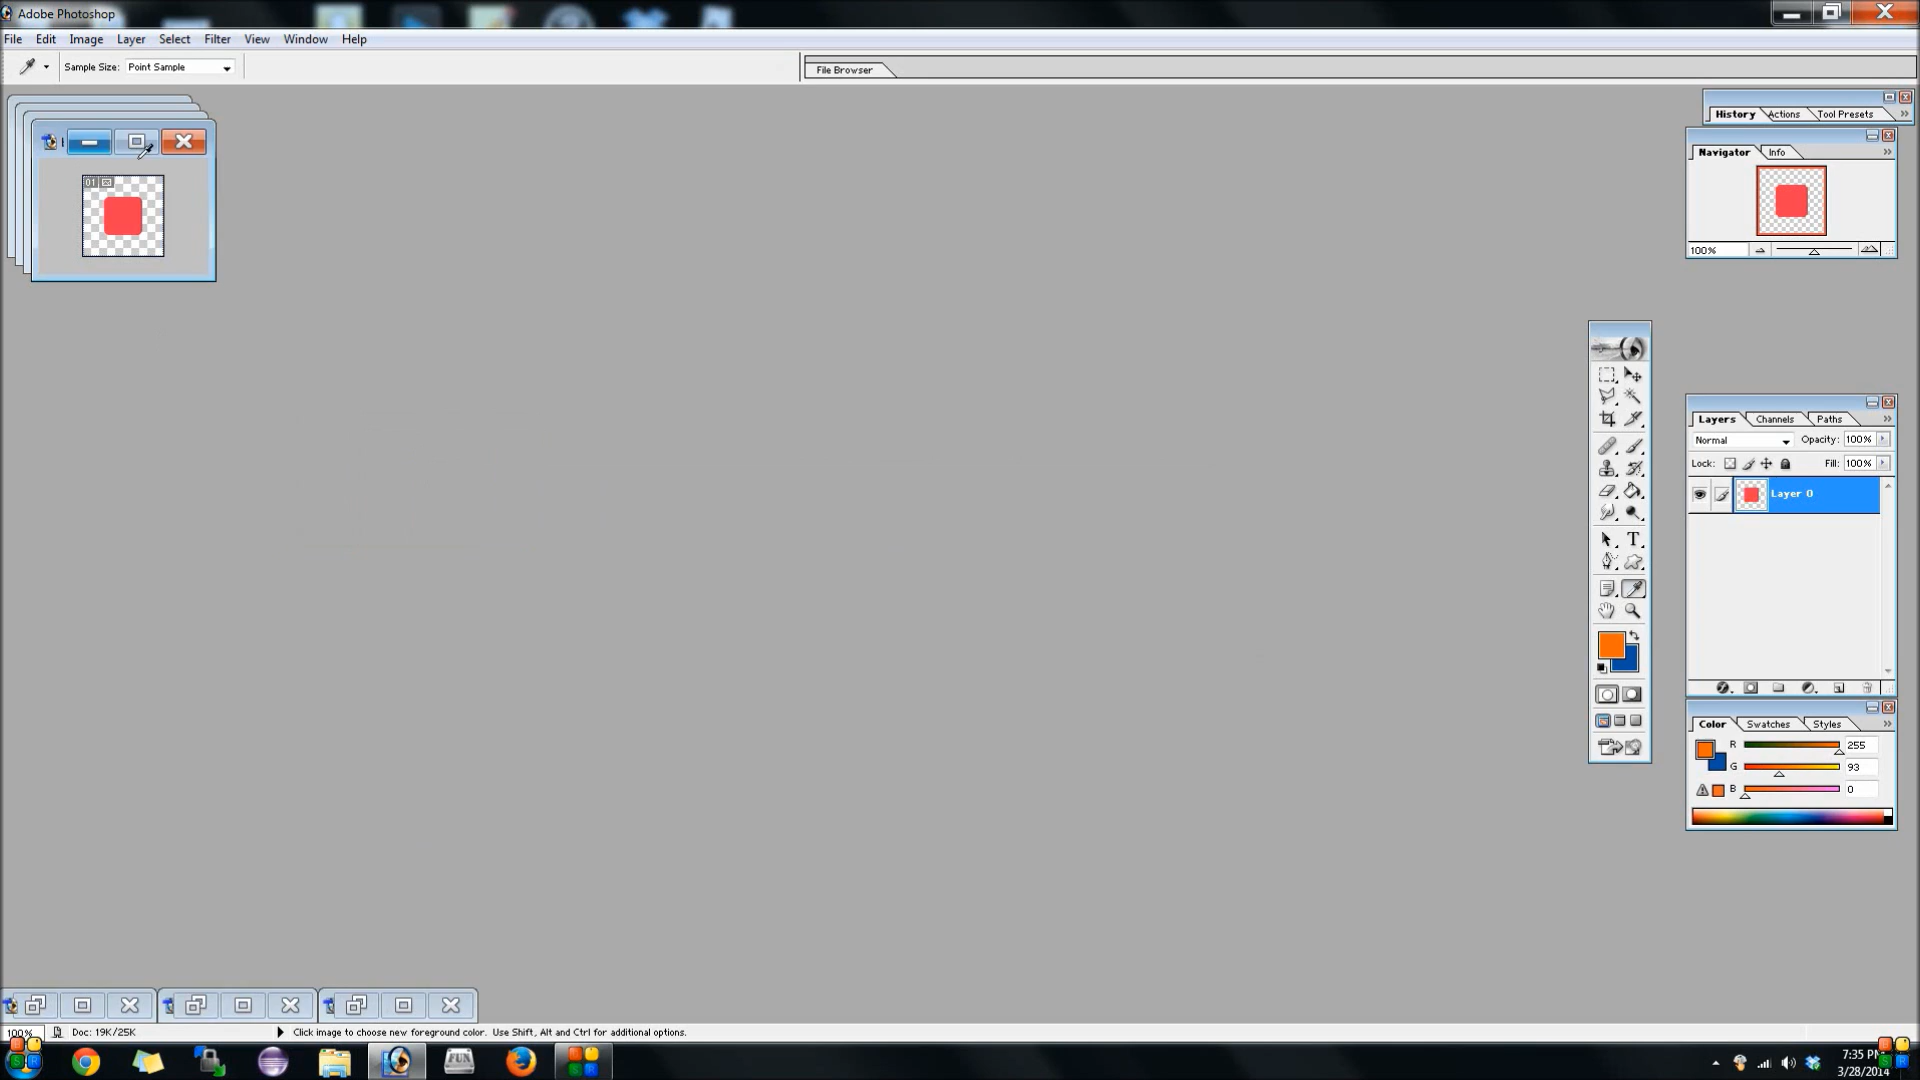 Adobe Photoshop
File Edit Image Layer Select Filter View Window Help
Sample Size: Point Sample
File Browser
History Actions Tool Presets
Navigator Info
01
100%
Layers Channels Paths
Normal Opacity: 100%
Lock: Fill: 100%
Layer 0
T
Color Swatches Styles
R 255
G 93
B 0
100% Doc: 19K/25K Click image to choose new foreground color. Use Shift, Alt and Ctrl for additional options.
FUN
7:35 PM
3/28/2014